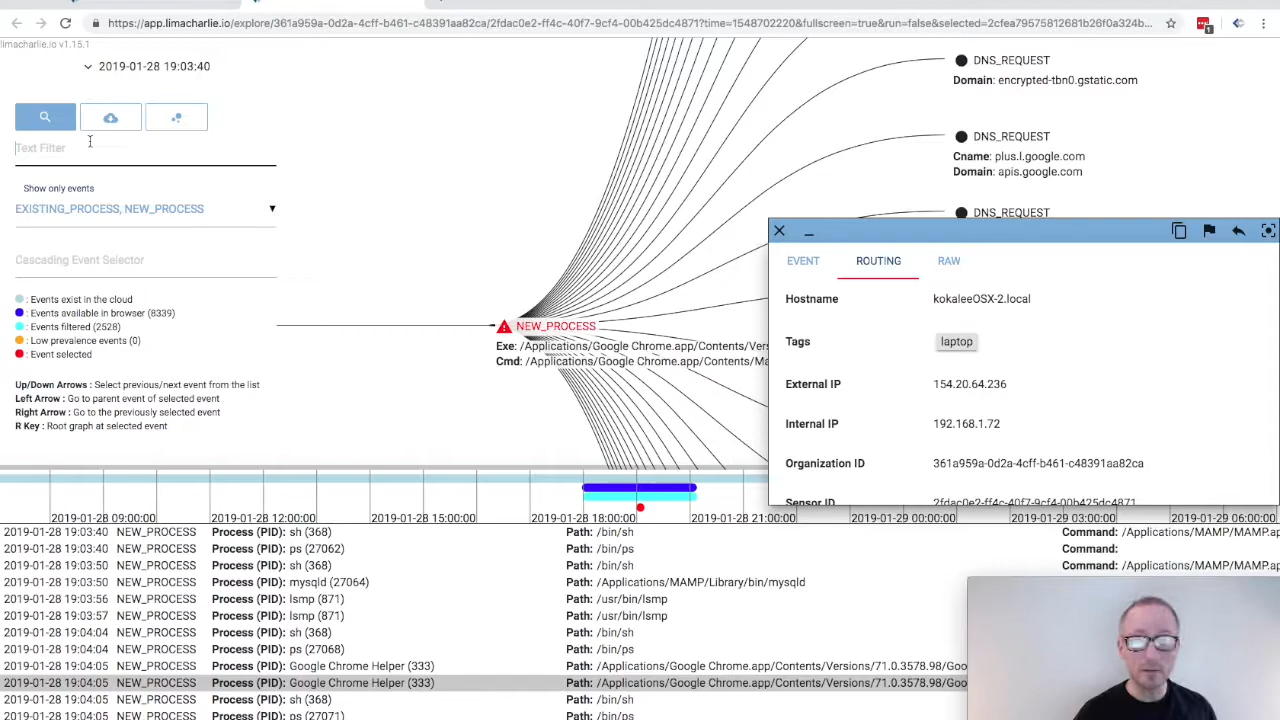 https://app.limacharlie.io/explore/361a959a-0d2a-4cff-b461-c48391aa82ca/2fdac0e2-ff4c-40f7-9cf4-00b425dc4871?time=1548702220&fullscreen=true&run=false&selected=2cfea79575812681b26f0a324b...
1
limacharlie.io v1.15.1
2019-01-28 19:03:40
Text Filter
Show only events
EXISTING_PROCESS, NEW_PROCESS
Cascading Event Selector
: Events exist in the cloud
: Events available in browser (8339)
: Events filtered (2528)
: Low prevalence events (0)
: Event selected
Up/Down Arrows : Select previous/next event from the list
Left Arrow : Go to parent event of selected event
Right Arrow : Go to the previously selected event
R Key : Root graph at selected event
NEW_PROCESS
Exe: /Applications/Google Chrome.app/Contents/Vers
Cmd: /Applications/Google Chrome.app/Contents/Ma
DNS_REQUEST
Domain: encrypted-tbn0.gstatic.com
DNS_REQUEST
Cname: plus.l.google.com
Domain: apis.google.com
DNS_REQUEST
EVENT ROUTING RAW
Hostname kokaleeOSX-2.local
Tags laptop
External IP 154.20.64.236
Internal IP 192.168.1.72
Organization ID 361a959a-0d2a-4cff-b461-c48391aa82ca
Sensor ID 2fdac0e2-ff4c-40f7-9cf4-00b425dc4871
2019-01-28 09:00:00 2019-01-28 12:00:00 2019-01-28 15:00:00 2019-01-28 18:00:00 2019-01-28 21:00:00 2019-01-29 00:00:00 2019-01-29 03:00:00 2019-01-29 06:00:00
2019-01-28 19:03:40 NEW_PROCESS Process (PID): sh (368) Path: /bin/sh Command: /Applications/MAMP/MAMP.ap
2019-01-28 19:03:40 NEW_PROCESS Process (PID): ps (27062) Path: /bin/ps Command:
2019-01-28 19:03:50 NEW_PROCESS Process (PID): sh (368) Path: /bin/sh Command: /Applications/MAMP/MAMP.ap
2019-01-28 19:03:50 NEW_PROCESS Process (PID): mysqld (27064) Path: /Applications/MAMP/Library/bin/mysqld
2019-01-28 19:03:56 NEW_PROCESS Process (PID): lsmp (871) Path: /usr/bin/lsmp
2019-01-28 19:03:57 NEW_PROCESS Process (PID): lsmp (871) Path: /usr/bin/lsmp
2019-01-28 19:04:04 NEW_PROCESS Process (PID): sh (368) Path: /bin/sh
2019-01-28 19:04:04 NEW_PROCESS Process (PID): ps (27068) Path: /bin/ps
2019-01-28 19:04:05 NEW_PROCESS Process (PID): Google Chrome Helper (333) Path: /Applications/Google Chrome.app/Contents/Versions/71.0.3578.98/Goo
2019-01-28 19:04:05 NEW_PROCESS Process (PID): Google Chrome Helper (333) Path: /Applications/Google Chrome.app/Contents/Versions/71.0.3578.98/Goo
2019-01-28 19:04:05 NEW_PROCESS Process (PID): sh (368) Path: /bin/sh
2019-01-28 19:04:05 NEW_PROCESS Process (PID): ps (27071) Path: /bin/ps